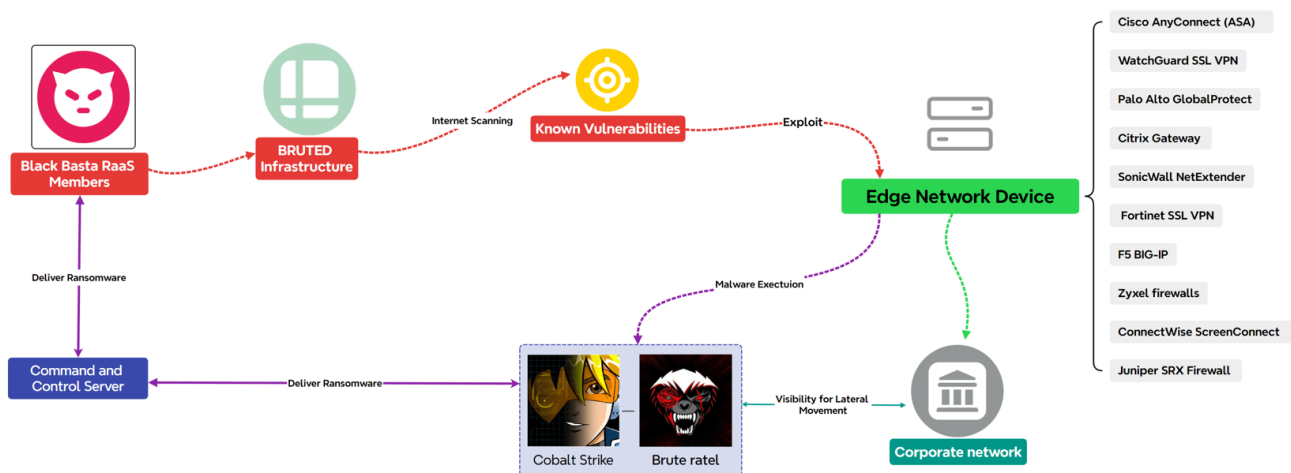 Black Basta RaaS
Members
BRUTED
Infrastructure
Internet Scanning
Known Vulnerabilities
Exploit
Edge Network Device
Cisco AnyConnect (ASA)
WatchGuard SSL VPN
Palo Alto GlobalProtect
Citrix Gateway
SonicWall NetExtender
Fortinet SSL VPN
F5 BIG-IP
Zyxel firewalls
ConnectWise ScreenConnect
Juniper SRX Firewall
Deliver Ransomware
Malware Exectuion
Command and
Control Server
Deliver Ransomware
Cobalt Strike
Brute ratel
Visibility for Lateral
Movement
Corporate network